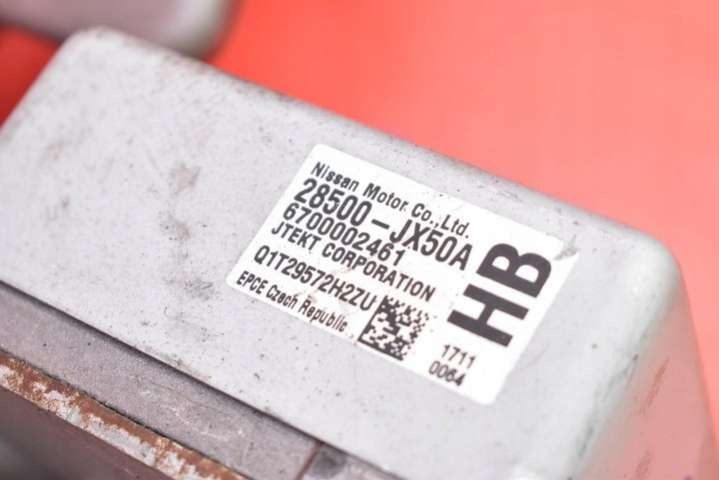 Nissan Motor Co.,Ltd.
28500-JX50A
6700002461
JTEKT CORPORATION
Q1T29572H2ZU
EPCE Czech Republic
HB
1711
0064